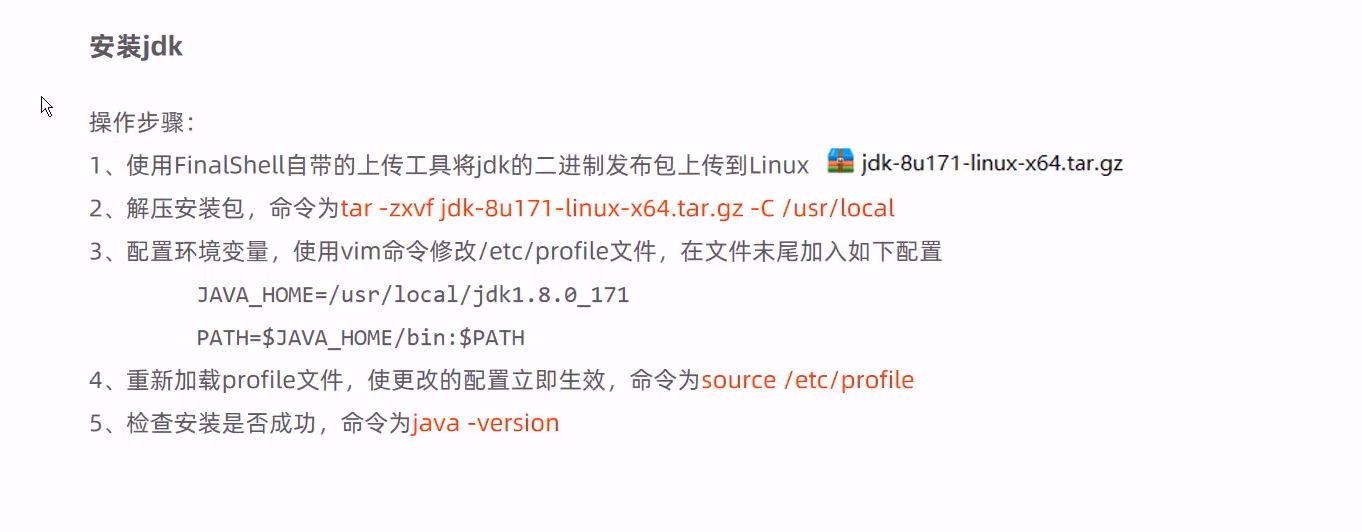 安装jdk
操作步骤：
1、使用FinalShell自带的上传工具将jdk的二进制发布包上传到Linux jdk-8u171-linux-x64.tar.gz
2、解压安装包，命令为tar -zxvf jdk-8u171-linux-x64.tar.gz -C /usr/local
3、配置环境变量，使用vim命令修改/etc/profile文件，在文件末尾加入如下配置
JAVA_HOME=/usr/local/jdk1.8.0_171
PATH=$JAVA_HOME/bin:$PATH
4、重新加载profile文件，使更改的配置立即生效，命令为source /etc/profile
5、检查安装是否成功，命令为java -version